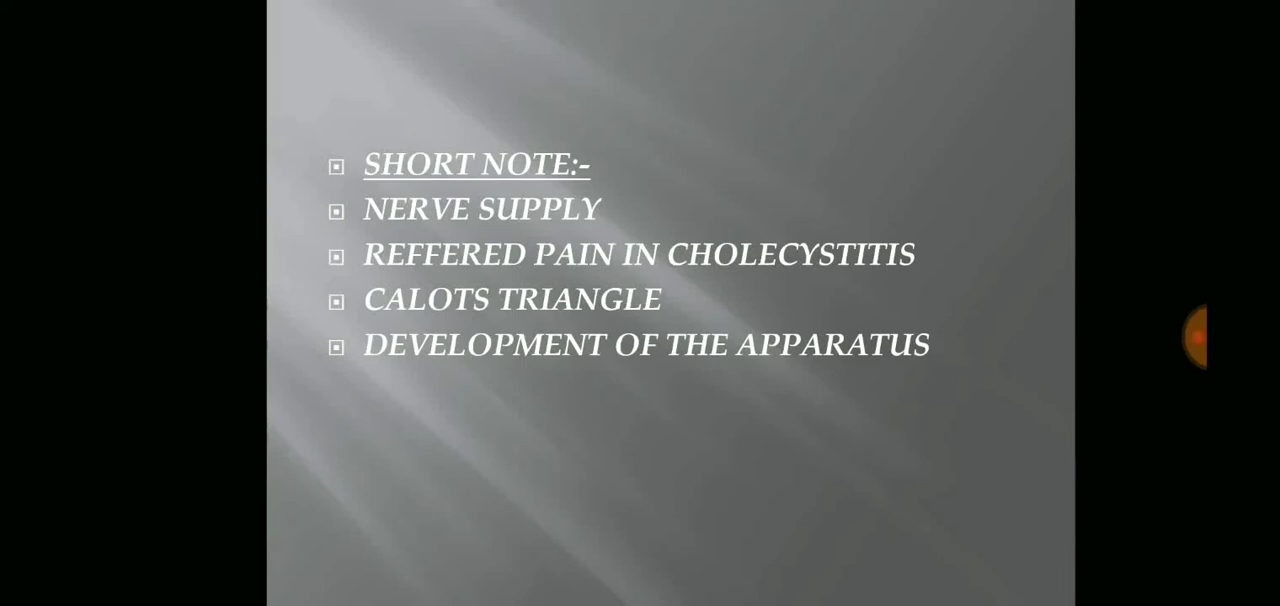 SHORT NOTE:-
NERVE SUPPLY
REFFERED PAIN IN CHOLECYSTITIS
CALOTS TRIANGLE
DEVELOPMENT OF THE APPARATUS